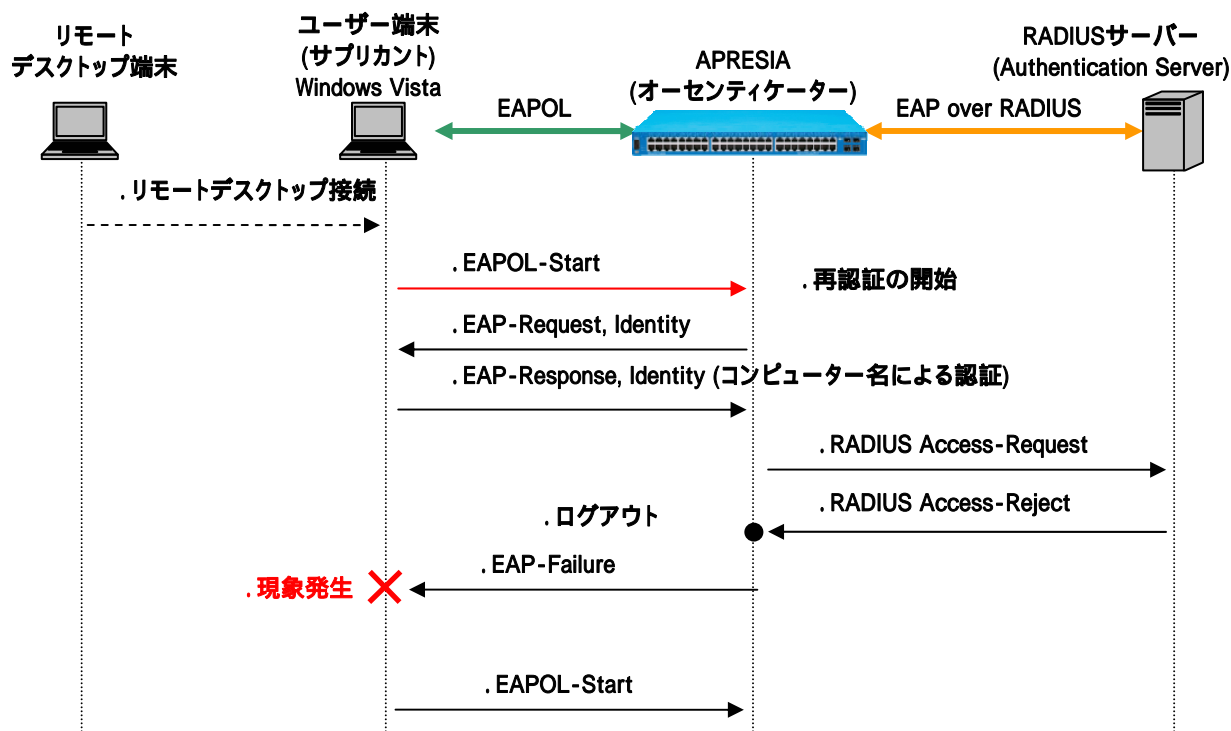 リモート
デスクトップ端末
ユーザー端末
(サプリカント)
Windows Vista
APRESIA
(オーセンティケーター)
RADIUSサーバー
(Authentication Server)
EAPOL
EAP over RADIUS
. リモートデスクトップ接続
. EAPOL-Start
. 再認証の開始
. EAP-Request, Identity
. EAP-Response, Identity (コンピューター名による認証)
. RADIUS Access-Request
. RADIUS Access-Reject
. ログアウト
. EAP-Failure
. 現象発生
. EAPOL-Start